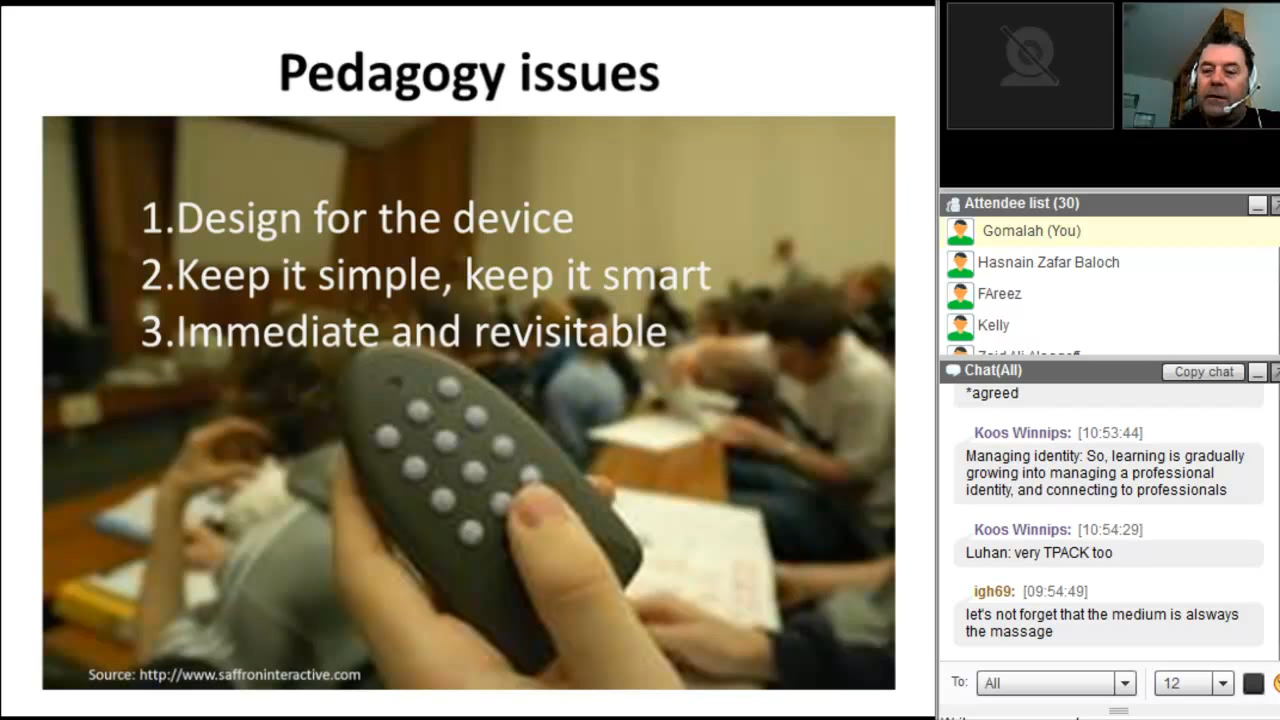 Pedagogy issues
1.Design for the device
2.Keep it simple, keep it smart
3.Immediate and revisitable
Source: http://www.saffroninteractive.com
Attendee list (30)
Gomalah (You)
Hasnain Zafar Baloch
FAreez
Kelly
Chat(All)
Copy chat
*agreed
Koos Winnips: [10:53:44]
Managing identity: So, learning is gradually
growing into managing a professional
identity, and connecting to professionals
Koos Winnips: [10:54:29]
Luhan: very TPACK too
igh69: [09:54:49]
let's not forget that the medium is alsways
the massage
To: All
12